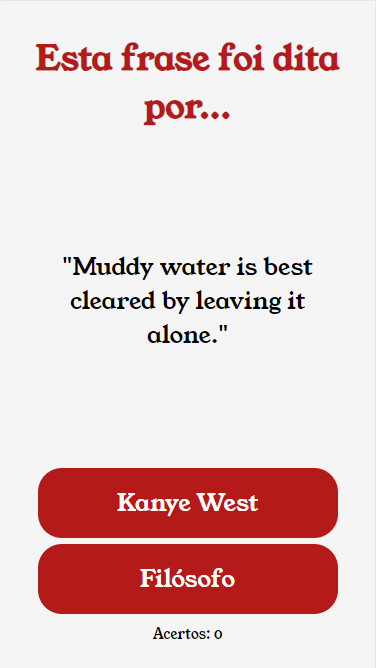 Esta frase foi dita
por...
"Muddy water is best
cleared by leaving it
alone."
Kanye West
Filósofo
Acertos: 0